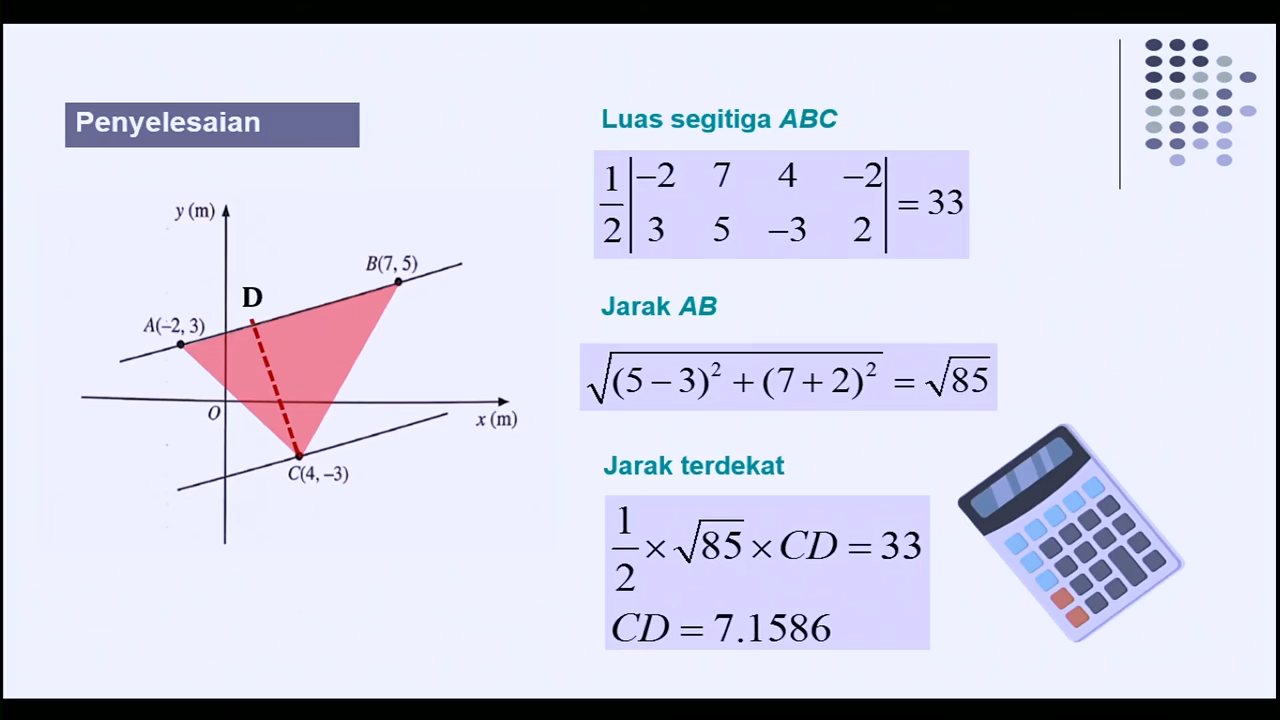 Penyelesaian
y (m)
B(7, 5)
D
A(–2, 3)
O
x (m)
C(4, –3)
Luas segitiga ABC
1/2 |−2 7 4 −2| = 33
|3 5 −3 2|
Jarak AB
√((5 − 3)² + (7 + 2)²) = √85
Jarak terdekat
1/2 × √85 × CD = 33
CD = 7.1586